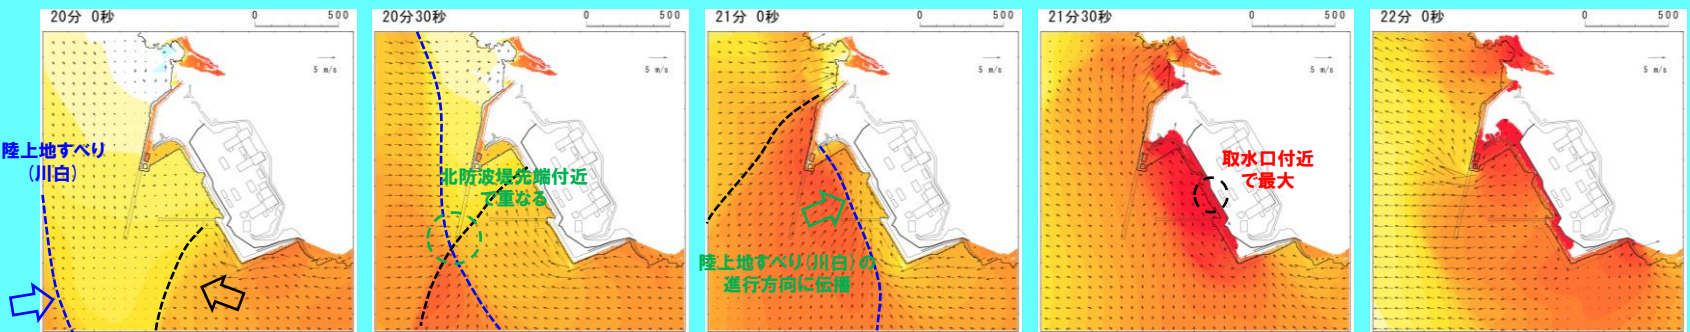 20分 0秒
0 500
5 m/s
陸上地すべり
(川白)
20分30秒
0 500
5 m/s
北防波堤先端付近
で重なる
21分 0秒
0 500
5 m/s
陸上地すべり(川白)の
進行方向に伝播
21分30秒
0 500
5 m/s
取水口付近
で最大
22分 0秒
0 500
5 m/s